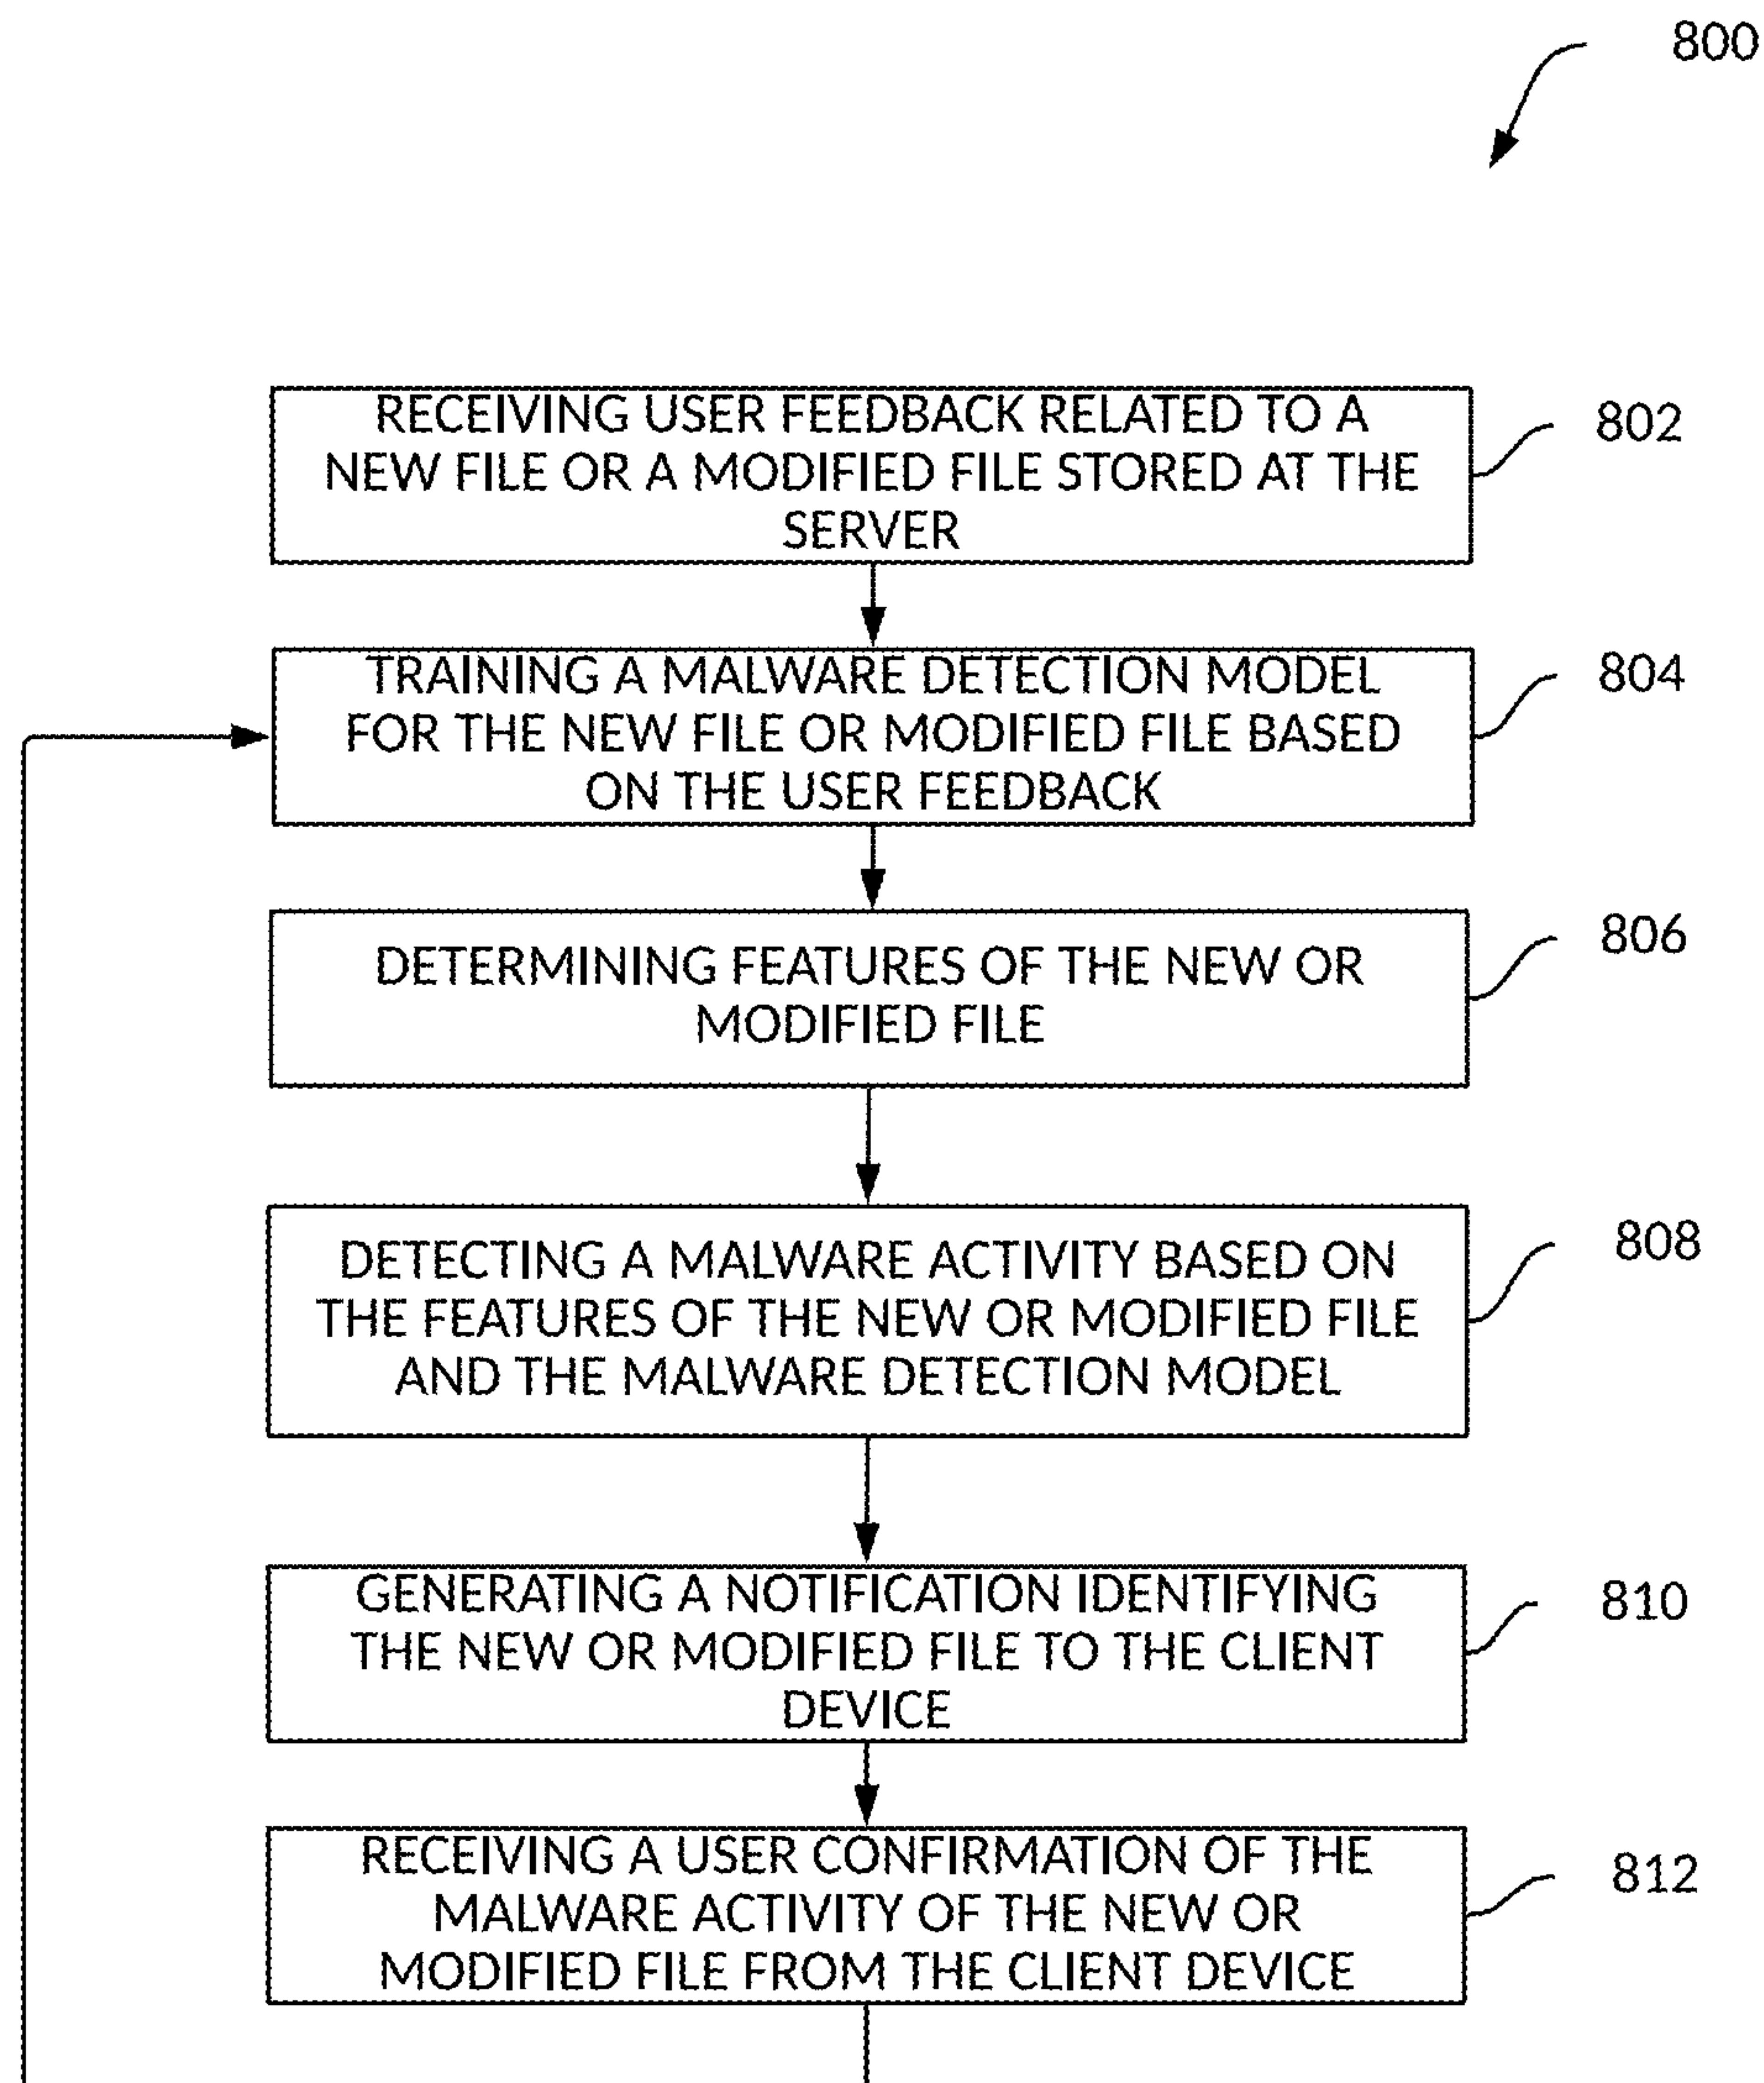 800
RECEIVING USER FEEDBACK RELATED TO A
NEW FILE OR A MODIFIED FILE STORED AT THE
SERVER
802
TRAINING A MALWARE DETECTION MODEL
FOR THE NEW FILE OR MODIFIED FILE BASED
ON THE USER FEEDBACK
804
DETERMINING FEATURES OF THE NEW OR
MODIFIED FILE
806
DETECTING A MALWARE ACTIVITY BASED ON
THE FEATURES OF THE NEW OR MODIFIED FILE
AND THE MALWARE DETECTION MODEL
808
GENERATING A NOTIFICATION IDENTIFYING
THE NEW OR MODIFIED FILE TO THE CLIENT
DEVICE
810
RECEIVING A USER CONFIRMATION OF THE
MALWARE ACTIVITY OF THE NEW OR
MODIFIED FILE FROM THE CLIENT DEVICE
812